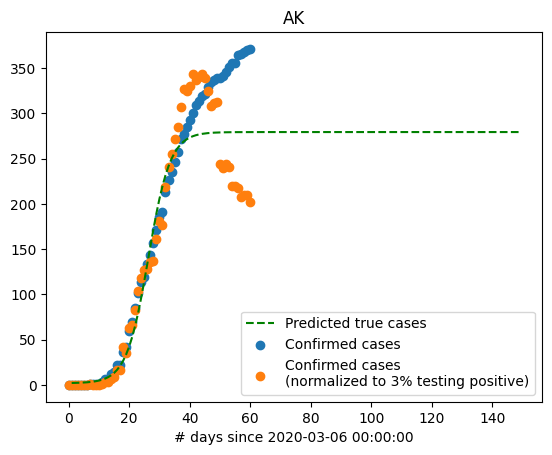 AK
350
300
250
200
150
100
50
0
Predicted true cases
Confirmed cases
Confirmed cases
(normalized to 3% testing positive)
0 20 40 60 80 100 120 140
# days since 2020-03-06 00:00:00